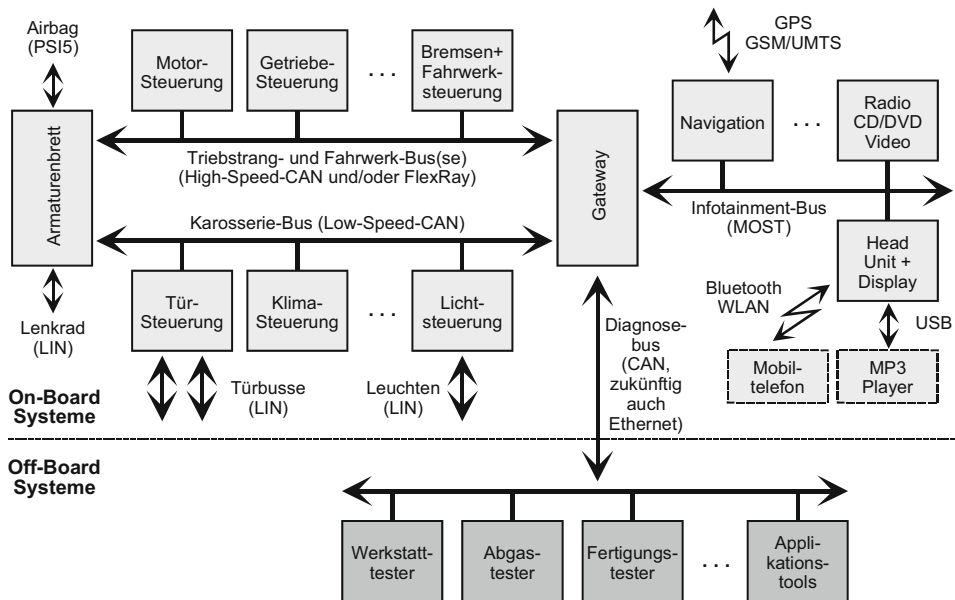 Airbag
(PSI5)
Motor-
Steuerung
Getriebe-
Steuerung
. . .
Bremsen+
Fahrwerk-
steuerung
GPS
GSM/UMTS
Armaturenbrett
Gateway
Navigation
. . .
Radio
CD/DVD
Video
Triebstrang- und Fahrwerk-Bus(se)
(High-Speed-CAN und/oder FlexRay)
Infotainment-Bus
(MOST)
Karosserie-Bus (Low-Speed-CAN)
Head
Unit +
Display
Lenkrad
(LIN)
Tür-
Steuerung
Klima-
Steuerung
. . .
Licht-
steuerung
Bluetooth
WLAN
USB
Diagnose-
bus
(CAN,
zukünftig
auch
Ethernet)
Mobil-
telefon
MP3
Player
Türbusse
(LIN)
Leuchten
(LIN)
On-Board
Systeme
Off-Board
Systeme
Werkstatt-
tester
Abgas-
tester
Fertigungs-
tester
. . .
Appli-
kations-
tools